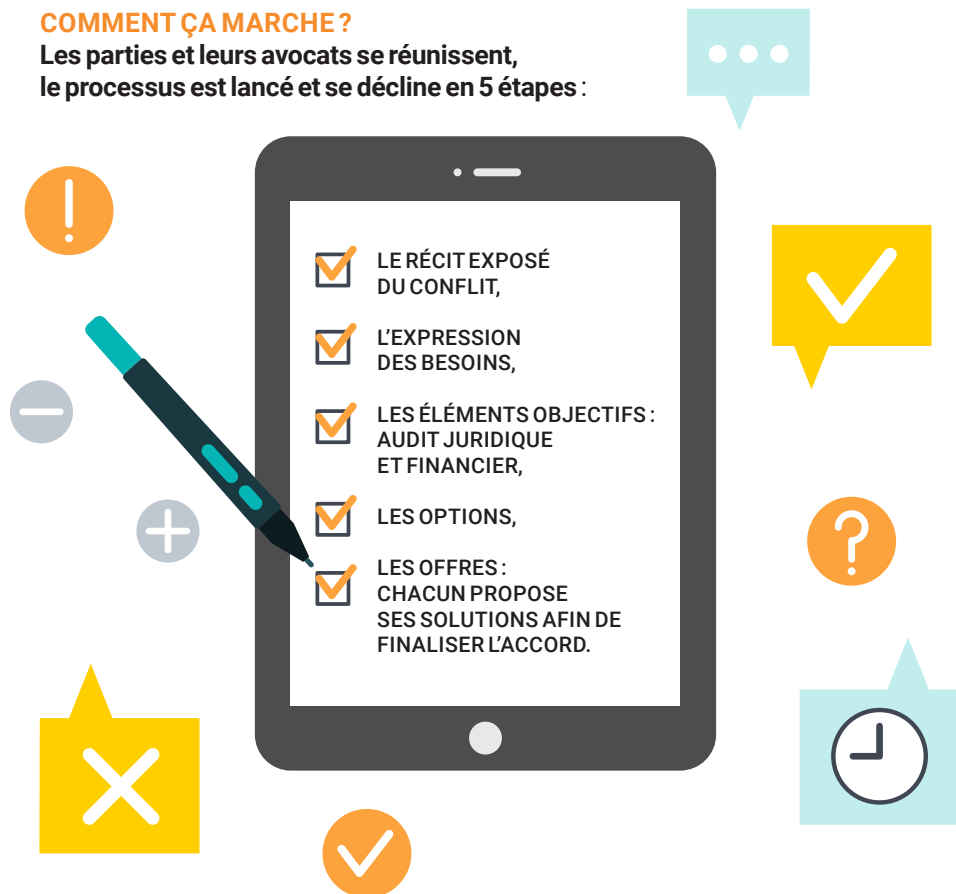 COMMENT ÇA MARCHE ?
Les parties et leurs avocats se réunissent,
le processus est lancé et se décline en 5 étapes :
LE RÉCIT EXPOSÉ
DU CONFLIT,
L'EXPRESSION
DES BESOINS,
LES ÉLÉMENTS OBJECTIFS :
AUDIT JURIDIQUE
ET FINANCIER,
LES OPTIONS,
LES OFFRES :
CHACUN PROPOSE
SES SOLUTIONS AFIN DE
FINALISER L'ACCORD.